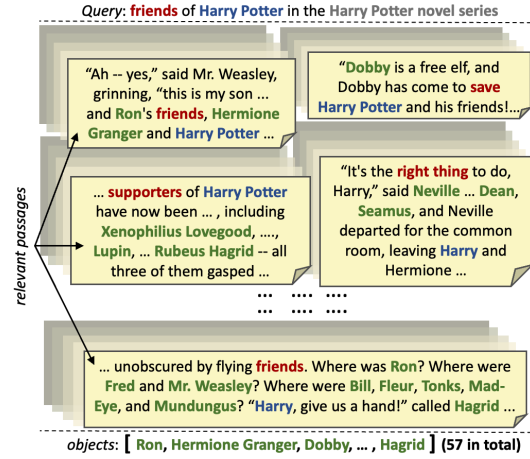 Query: friends of Harry Potter in the Harry Potter novel series
“Ah -- yes,” said Mr. Weasley,
grinning, “this is my son ...
and Ron's friends, Hermione
Granger and Harry Potter ...
“Dobby is a free elf, and
Dobby has come to save
Harry Potter and his friends!...
... supporters of Harry Potter
have now been ... , including
Xenophilius Lovegood, ....,
Lupin, ... Rubeus Hagrid -- all
three of them gasped ...
“It's the right thing to do,
Harry,” said Neville ... Dean,
Seamus, and Neville
departed for the common
room, leaving Harry and
Hermione ...
relevant passages
... .... ....
... .... ....
... unobscured by flying friends. Where was Ron? Where were
Fred and Mr. Weasley? Where were Bill, Fleur, Tonks, Mad-
Eye, and Mundungus? “Harry, give us a hand!” called Hagrid ...
objects: [ Ron, Hermione Granger, Dobby, ... , Hagrid ] (57 in total)